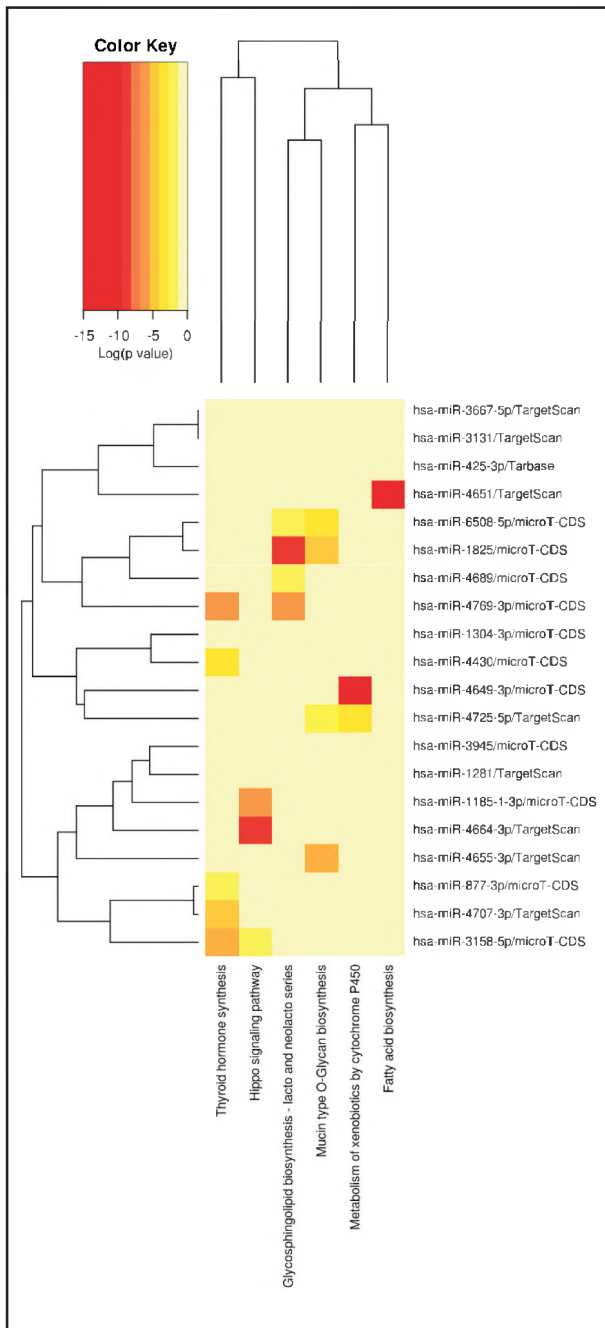 Color Key
-15 -10 -5 0
Log(p value)
hsa-miR-3667-5p/TargetScan
hsa-miR-3131/TargetScan
hsa-miR-425-3p/Tarbase
hsa-miR-4651/TargetScan
hsa-miR-6508-5p/microT-CDS
hsa-miR-1825/microT-CDS
hsa-miR-4689/microT-CDS
hsa-miR-4769-3p/microT-CDS
hsa-miR-1304-3p/microT-CDS
hsa-miR-4430/microT-CDS
hsa-miR-4649-3p/microT-CDS
hsa-miR-4725-5p/TargetScan
hsa-miR-3945/microT-CDS
hsa-miR-1281/TargetScan
hsa-miR-1185-1-3p/microT-CDS
hsa-miR-4664-3p/TargetScan
hsa-miR-4655-3p/TargetScan
hsa-miR-877-3p/microT-CDS
hsa-miR-4707-3p/TargetScan
hsa-miR-3158-5p/microT-CDS
Thyroid hormone synthesis
Hippo signaling pathway
Glycosphingolipid biosynthesis - lacto and neolacto series
Mucin type O-Glycan biosynthesis
Metabolism of xenobiotics by cytochrome P450
Fatty acid biosynthesis